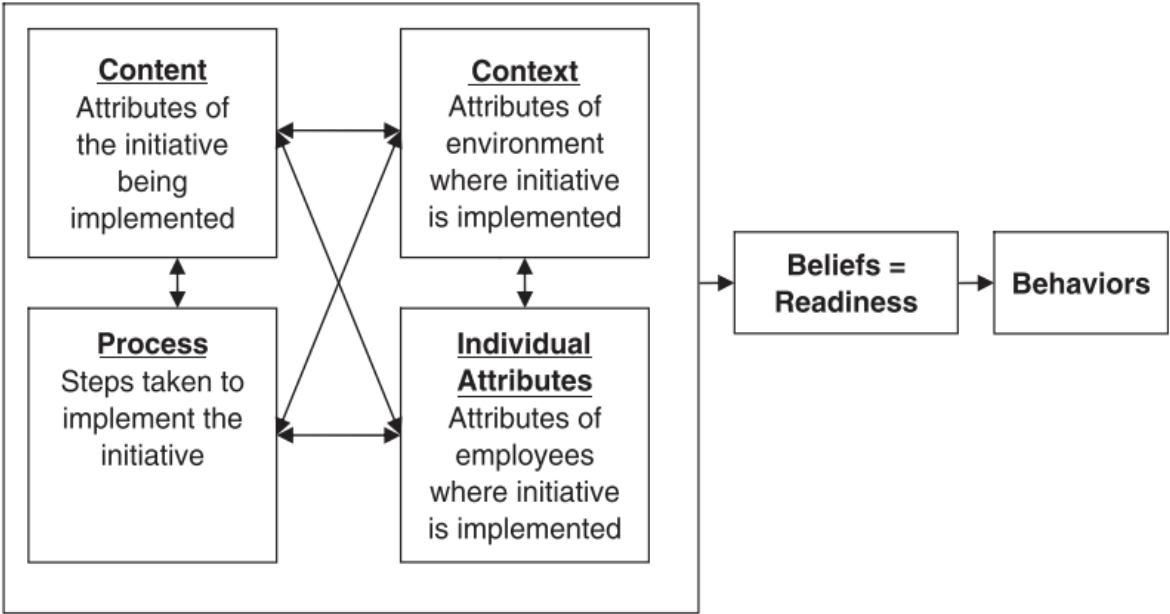 Content
Attributes of
the initiative
being
implemented
Context
Attributes of
environment
where initiative
is implemented
Process
Steps taken to
implement the
initiative
Individual
Attributes
Attributes of
employees
where initiative
is implemented
Beliefs =
Readiness
Behaviors